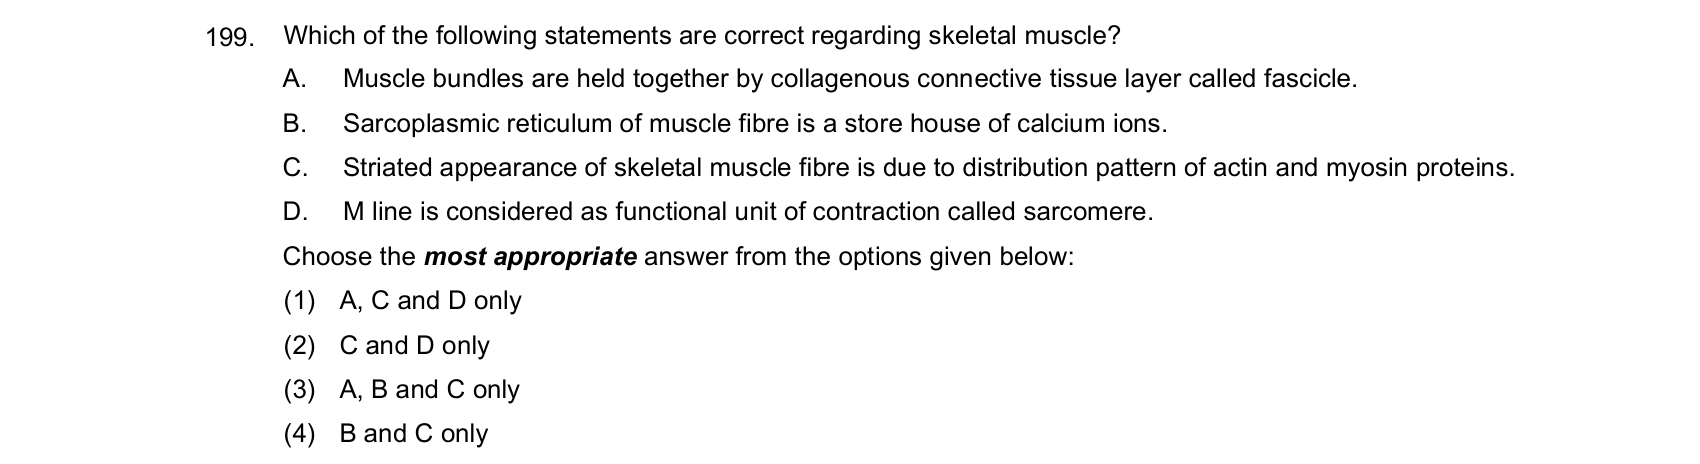 199. Which of the following statements are correct regarding skeletal muscle?
A. Muscle bundles are held together by collagenous connective tissue layer called fascicle.
B. Sarcoplasmic reticulum of muscle fibre is a store house of calcium ions.
C. Striated appearance of skeletal muscle fibre is due to distribution pattern of actin and myosin proteins.
D. M line is considered as functional unit of contraction called sarcomere.
Choose the most appropriate answer from the options given below:
(1) A, C and D only
(2) C and D only
(3) A, B and C only
(4) B and C only